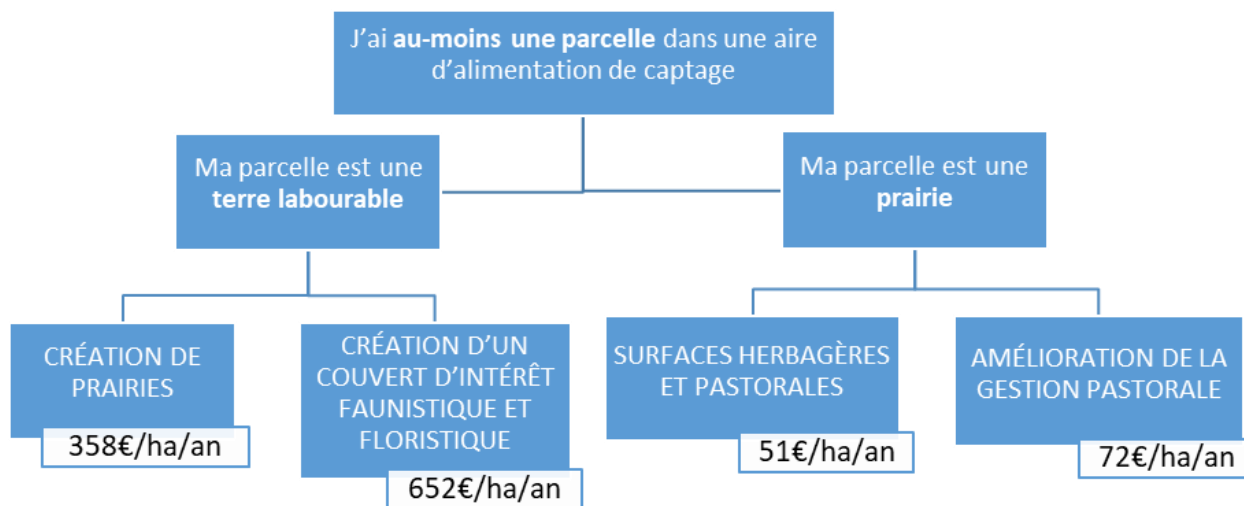 J'ai au-moins une parcelle dans une aire
d'alimentation de captage
Ma parcelle est une
terre labourable
Ma parcelle est une
prairie
CRÉATION DE
PRAIRIES
358€/ha/an
CRÉATION D'UN
COUVERT D'INTÉRÊT
FAUNISTIQUE ET
FLORISTIQUE
652€/ha/an
SURFACES HERBAGÈRES
ET PASTORALES
51€/ha/an
AMÉLIORATION DE LA
GESTION PASTORALE
72€/ha/an